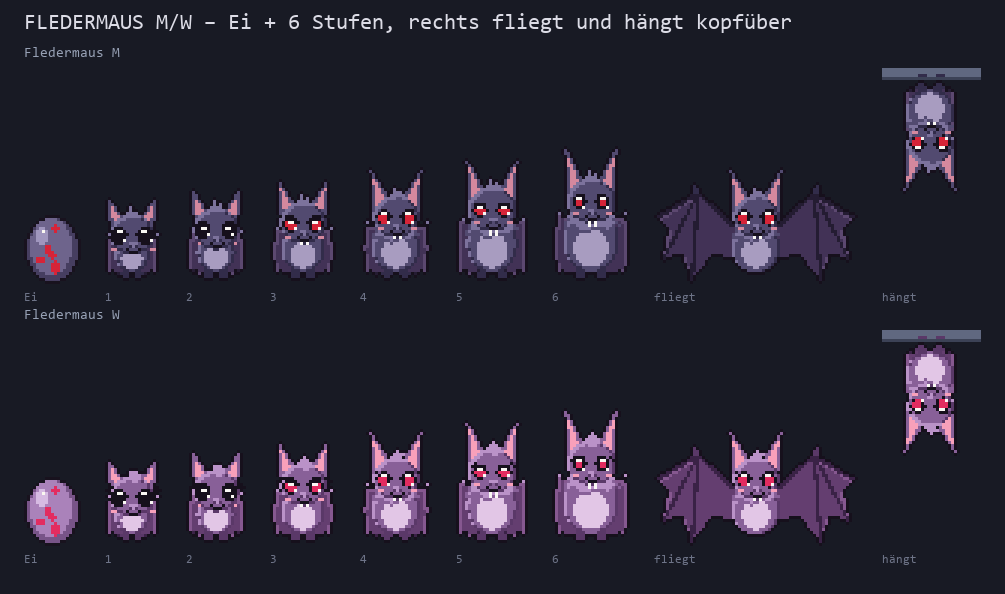 FLEDERMAUS M/W – Ei + 6 Stufen, rechts fliegt und hängt kopfüber
Fledermaus M
Ei 1 2 3 4 5 6 fliegt hängt
Fledermaus W
Ei 1 2 3 4 5 6 fliegt hängt